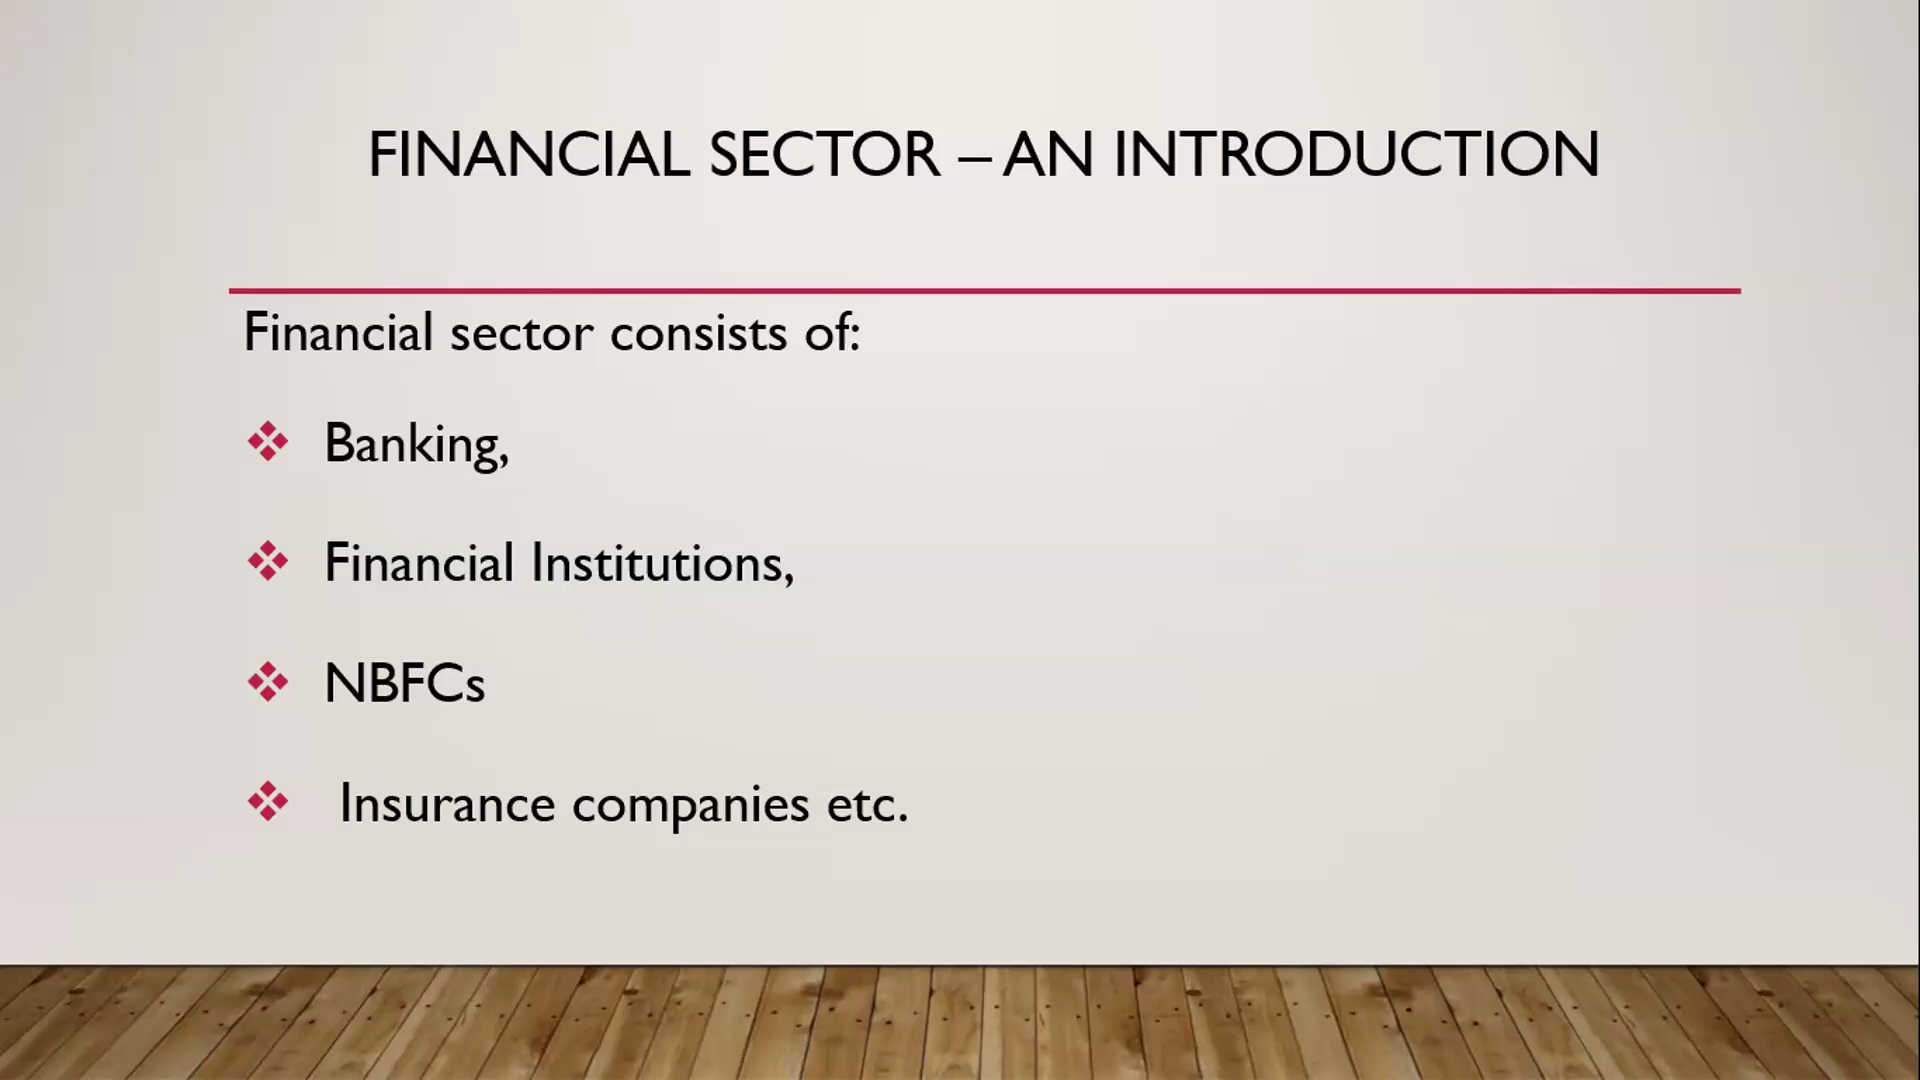 FINANCIAL SECTOR – AN INTRODUCTION
Financial sector consists of:
Banking,
Financial Institutions,
NBFCs
Insurance companies etc.